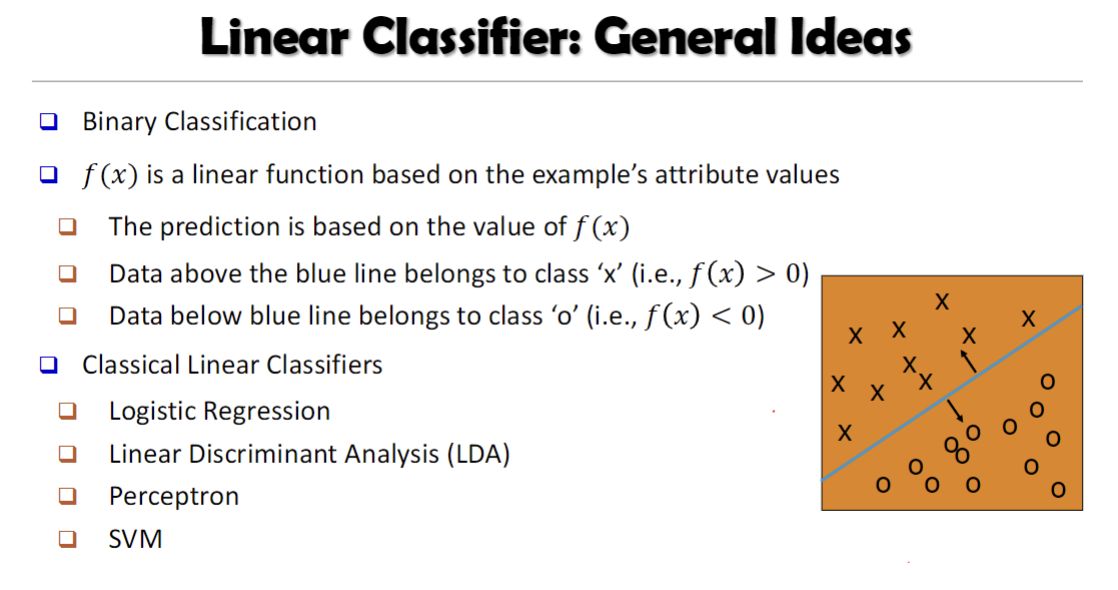 Linear Classifier: General Ideas
Binary Classification
f(x) is a linear function based on the example's attribute values
The prediction is based on the value of f(x)
Data above the blue line belongs to class 'x' (i.e., f(x) > 0)
Data below blue line belongs to class 'o' (i.e., f(x) < 0)
Classical Linear Classifiers
Logistic Regression
Linear Discriminant Analysis (LDA)
Perceptron
SVM
x
x x x x
x
x x x
x
o
o
o o o
o o
o o
o o o o